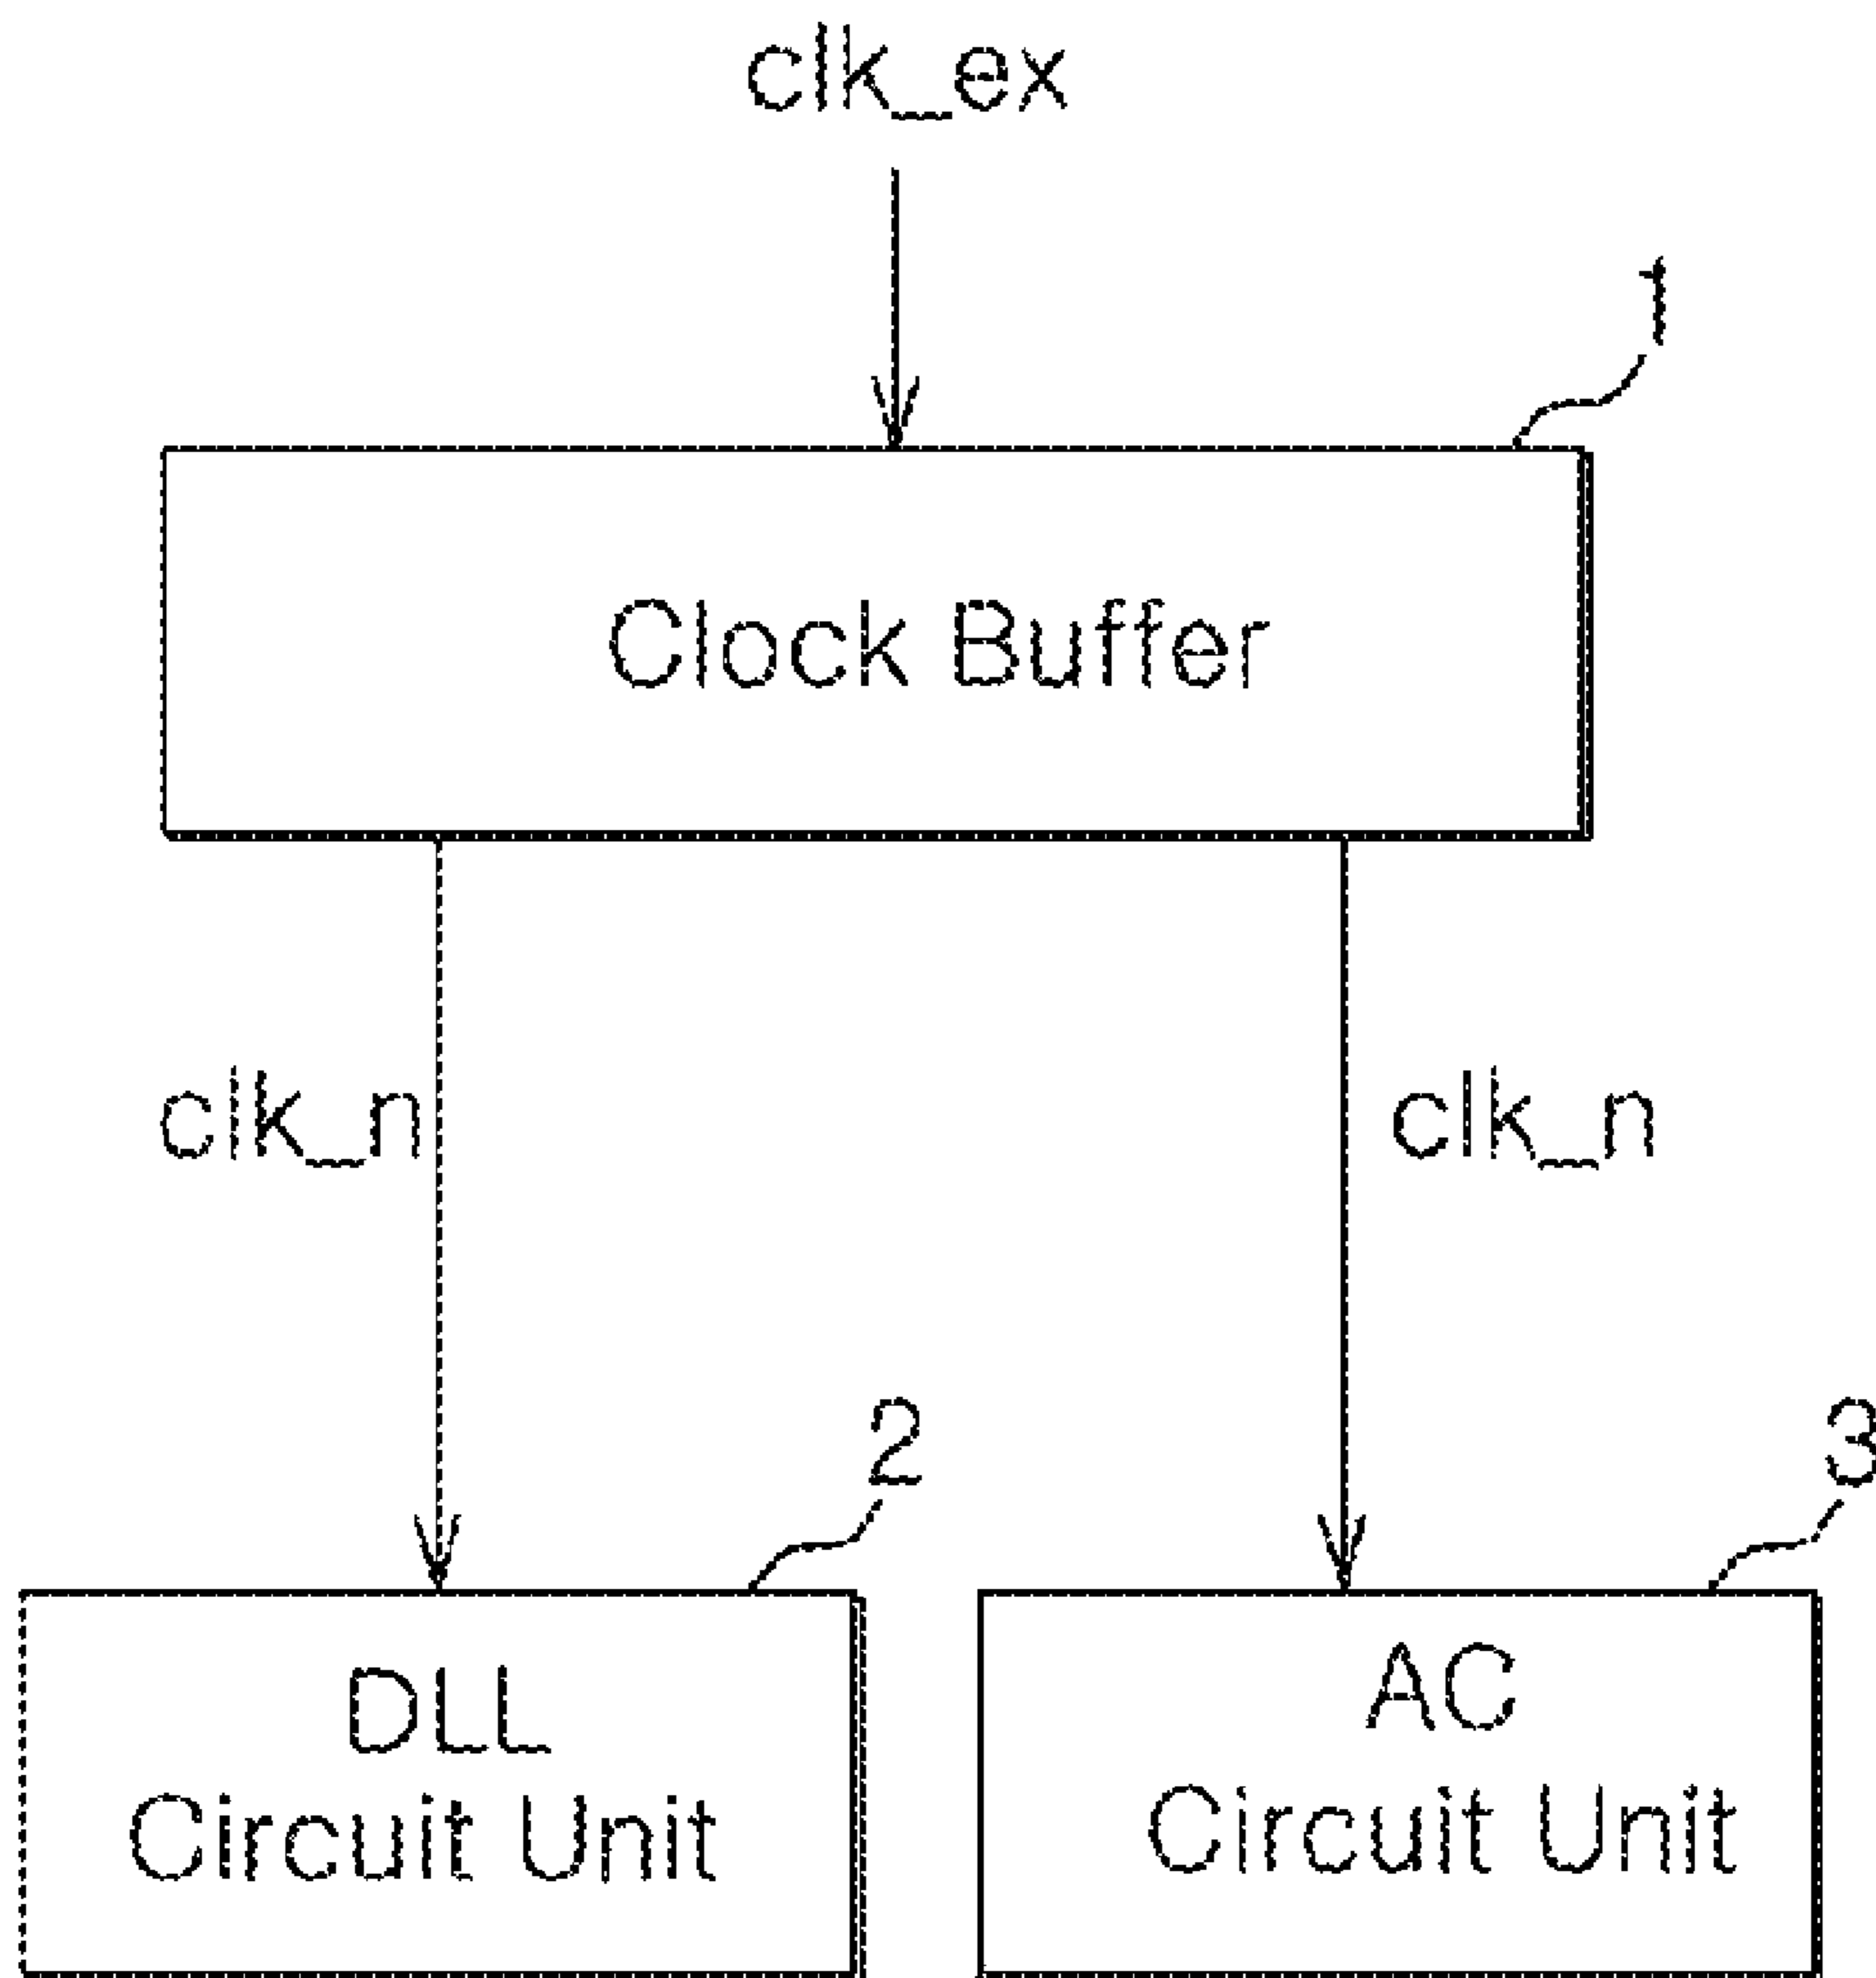 clk_ex
1
Clock Buffer
clk_n
clk_n
2
3
DLL
Circuit Unit
AC
Circuit Unit